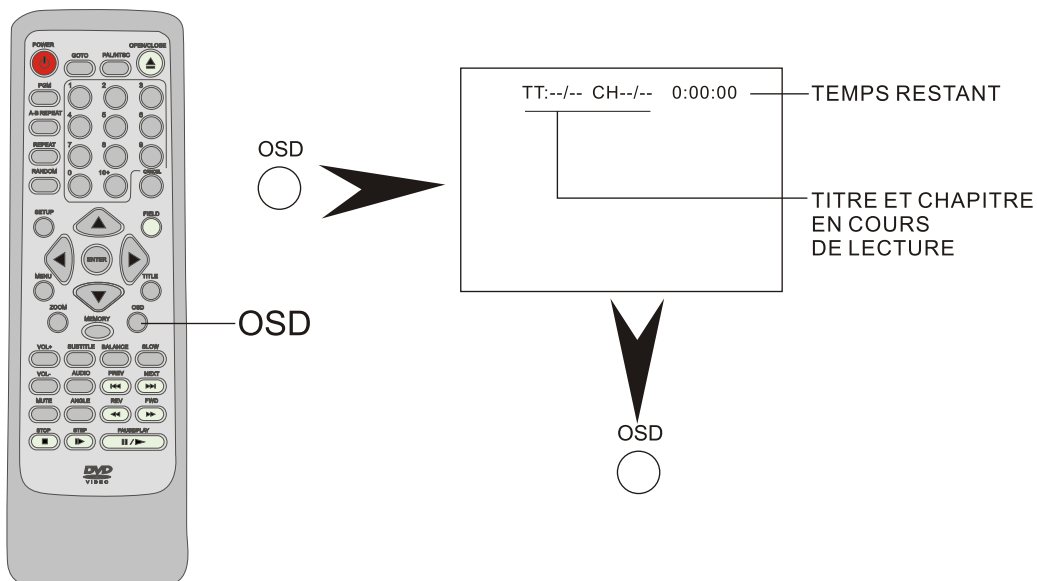 POWER
OPEN/CLOSE
GOTO
PAL/NTSC
PGM
1
2
3
A-B REPEAT
4
5
6
REPEAT
7
8
9
RANDOM
0
10+
CANCEL
SETUP
FIELD
ENTER
MENU
TITLE
ZOOM
MEMORY
OSD
VOL+
SUBTITLE
BALANCE
SLOW
VOL-
AUDIO
PREV
NEXT
MUTE
ANGLE
REV
FWD
STOP
STEP
PAUSE/PLAY
DVD
VIDEO
OSD
OSD
TT:--/-- CH--/-- 0:00:00
TEMPS RESTANT
TITRE ET CHAPITRE
EN COURS
DE LECTURE
OSD